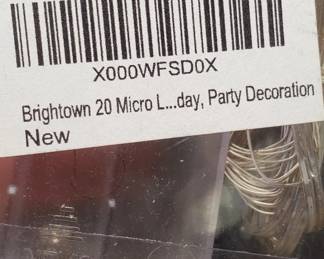 X000WFSD0X
Brightown 20 Micro L...day, Party Decoration
New